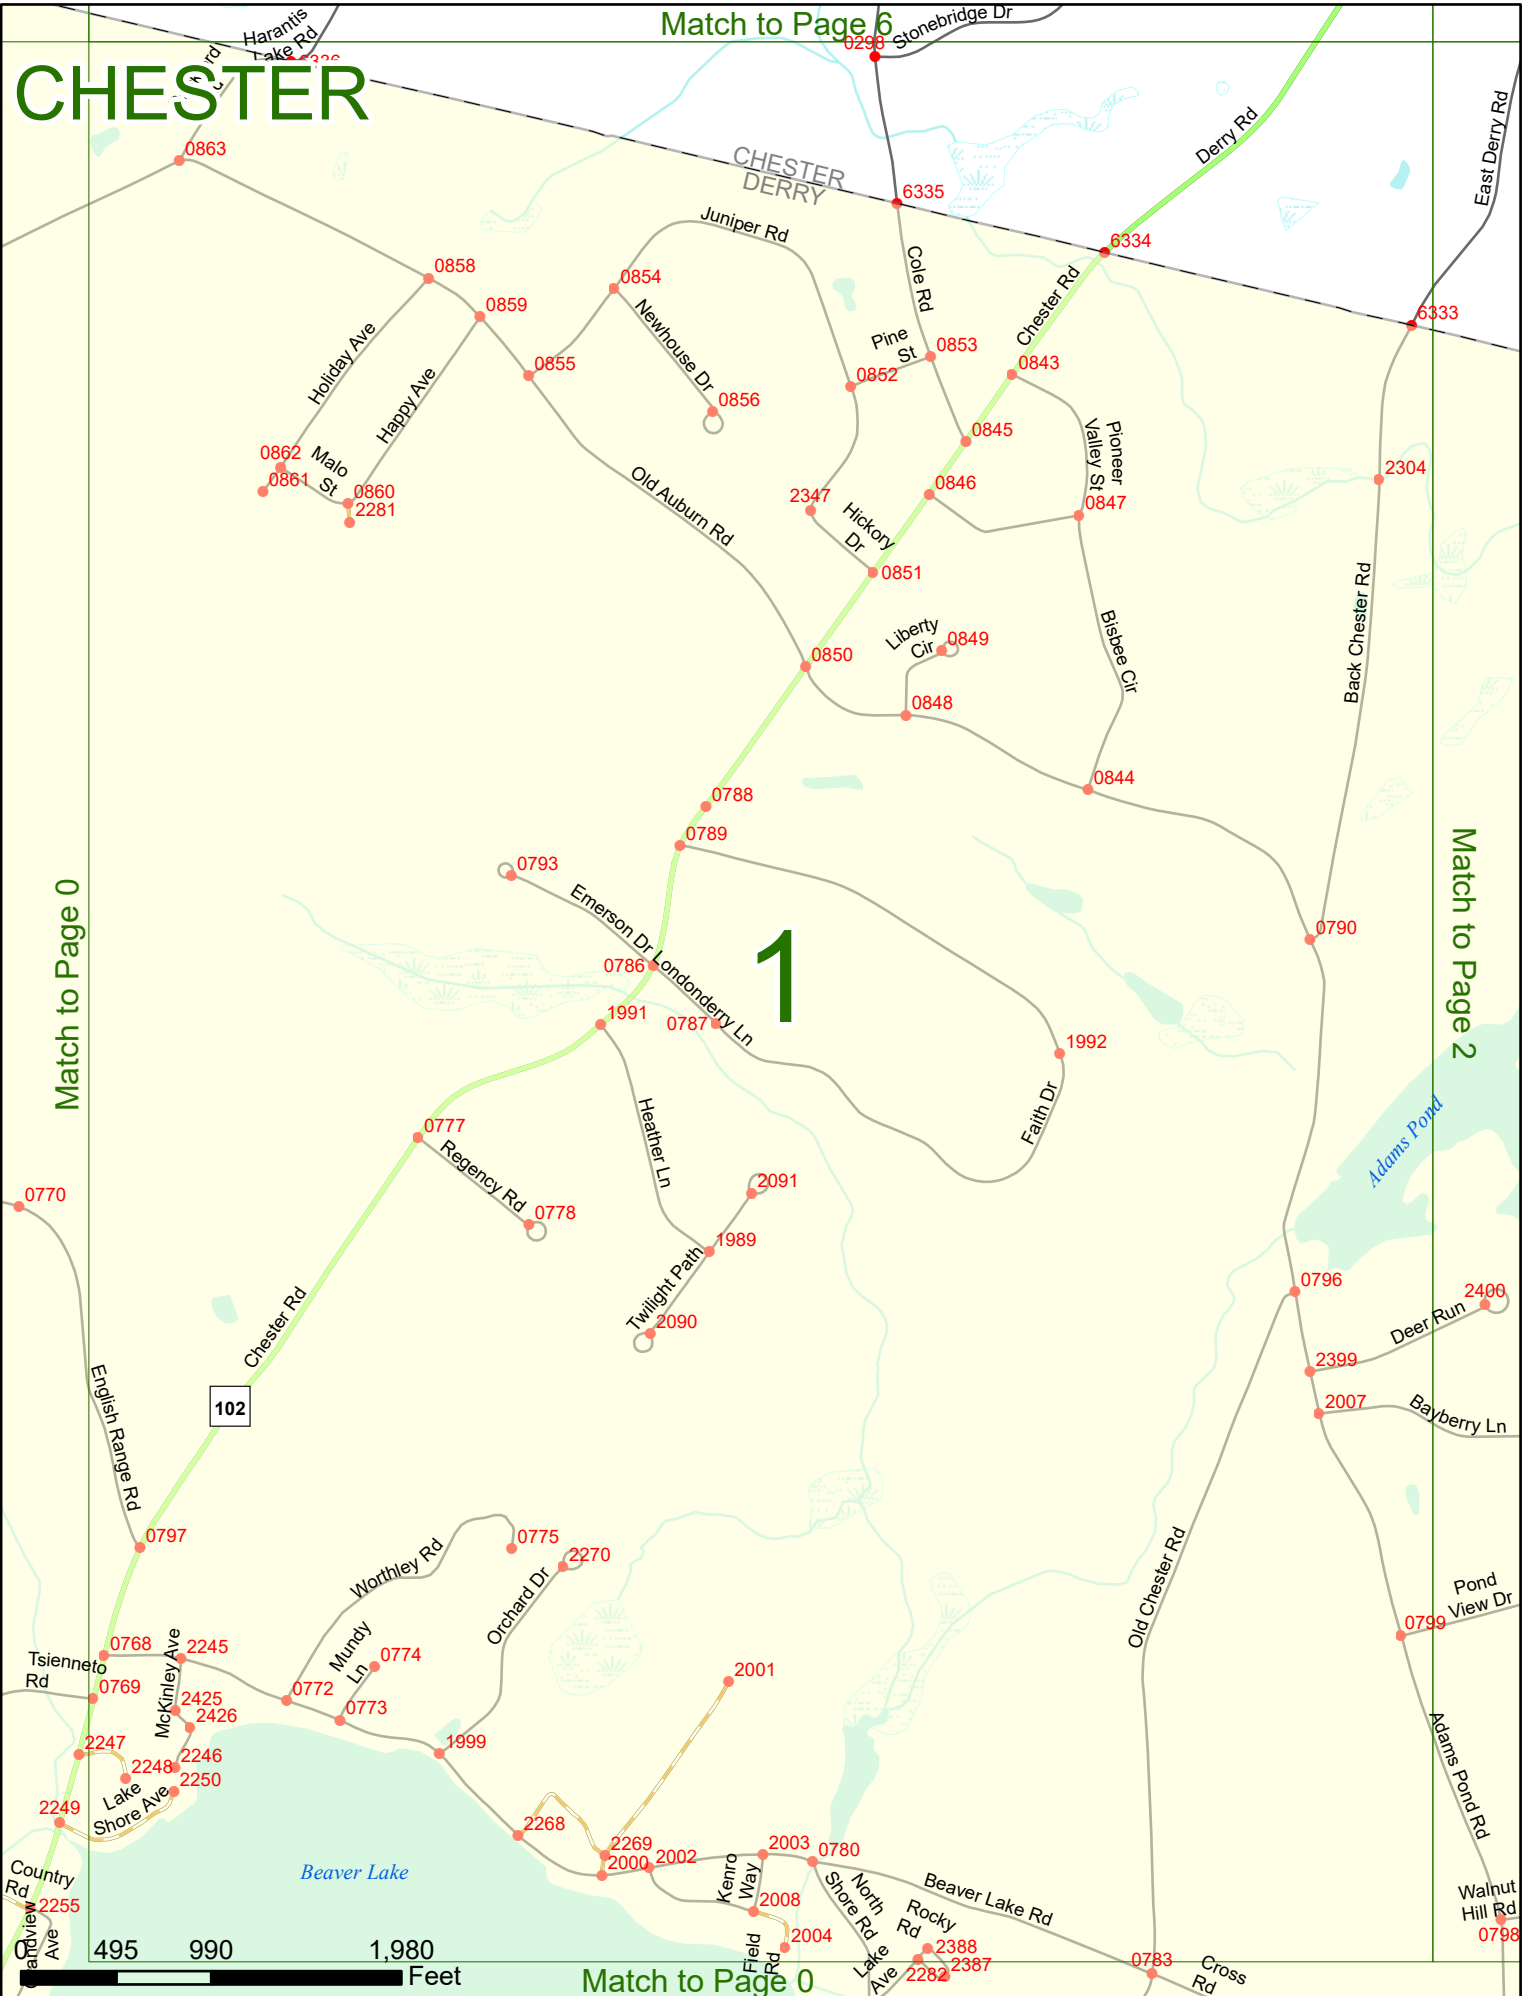 Match to Page 6
Harantis
Lake Rd
Stonebridge Dr
0298
CHESTER
0863
CHESTER
DERRY
Derry Rd
East Derry Rd
6335
6334
6333
Juniper Rd
Cole Rd
Chester Rd
0858
0854
0859
Newhouse Dr
Holiday Ave
Happy Ave
0855
Pine
St
0853
0852
0843
0856
0845
Pioneer
Valley St
0862
Malo
St
0861
0860
2281
Old Auburn Rd
2347
Hickory
Dr
0846
0847
2304
0851
Back Chester Rd
Liberty
Cir
0849
Bisbee Cir
0850
0848
0844
0788
0789
0793
Emerson Dr
Londonderry Ln
1
0786
0790
Match to Page 0
Match to Page 2
1991
0787
1992
Heather Ln
Faith Dr
Adams Pond
0777
Regency Rd
0770
0778
2091
1989
Twilight Path
2090
Chester Rd
0796
2400
Deer Run
2399
2007
Bayberry Ln
English Range Rd
102
0797
Worthley Rd
0775
2270
Orchard Dr
Old Chester Rd
Pond
View Dr
0799
0768
Tsienneto
Rd
McKinley Ave
2245
Mundy
Ln
0774
2001
0769
0772
0773
2425
2426
1999
Adams Pond Rd
2247
2248
2246
Lake
Shore Ave
2250
2249
2268
2269
2000
2002
2003
0780
Beaver Lake
Kenro
Way
North
Shore Rd
Beaver Lake Rd
Country
Rd
2255
2008
Rocky
Rd
Walnut
Hill Rd
0798
Grandview
Ave
2004
Field
Rd
Lake
Ave
2388
2282
2387
0783
Cross
Rd
0 495 990 1,980
Feet
Match to Page 0